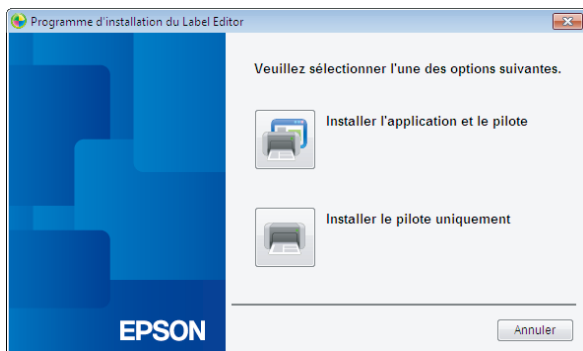 Programme d'installation du Label Editor
Veuillez sélectionner l'une des options suivantes.
Installer l'application et le pilote
Installer le pilote uniquement
EPSON
Annuler